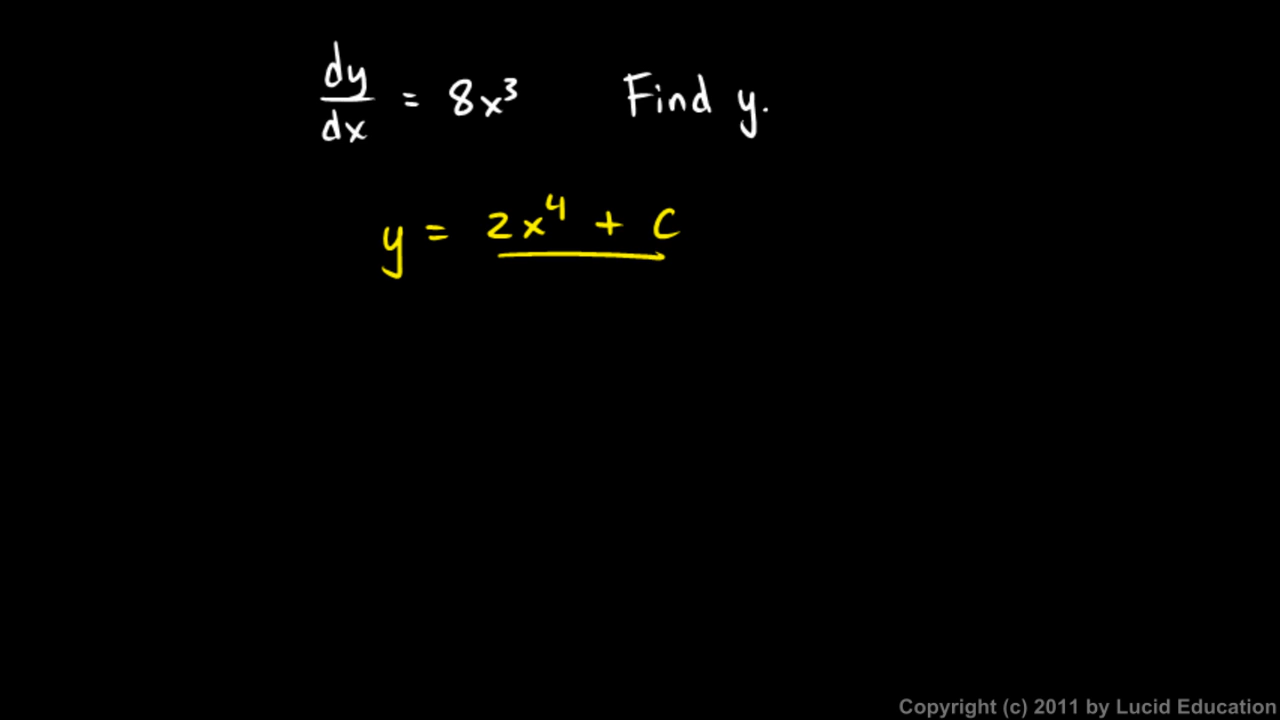 dy/dx = 8x³ Find y.
y = 2x⁴ + C
Copyright (c) 2011 by Lucid Education